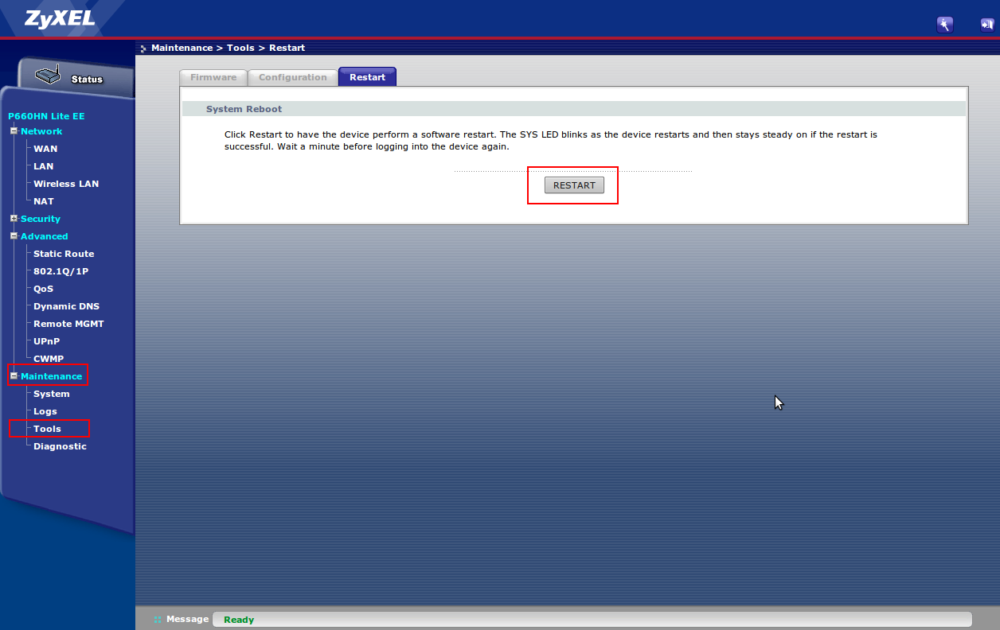 ZyXEL
Maintenance > Tools > Restart
Status
Firmware
Configuration
Restart
P660HN Lite EE
Network
WAN
LAN
Wireless LAN
NAT
Security
Advanced
Static Route
802.1Q/1P
QoS
Dynamic DNS
Remote MGMT
UPnP
CWMP
Maintenance
System
Logs
Tools
Diagnostic
System Reboot
Click Restart to have the device perform a software restart. The SYS LED blinks as the device restarts and then stays steady on if the restart is
successful. Wait a minute before logging into the device again.
RESTART
Message
Ready